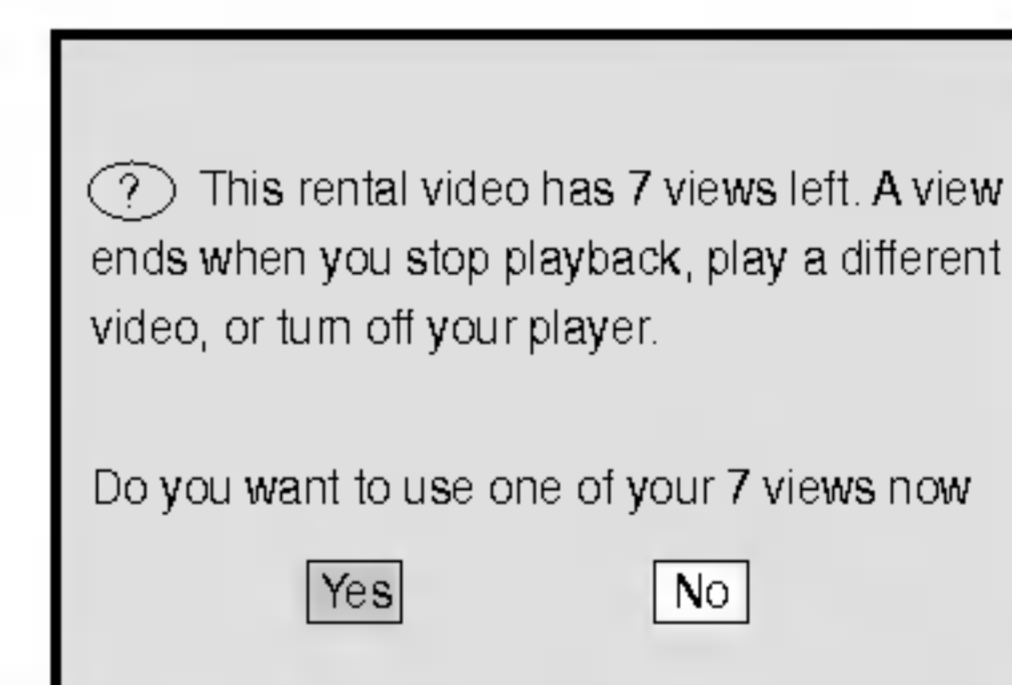 ? This rental video has 7 views left. A view
ends when you stop playback, play a different
video, or turn off your player.
Do you want to use one of your 7 views now
Yes No